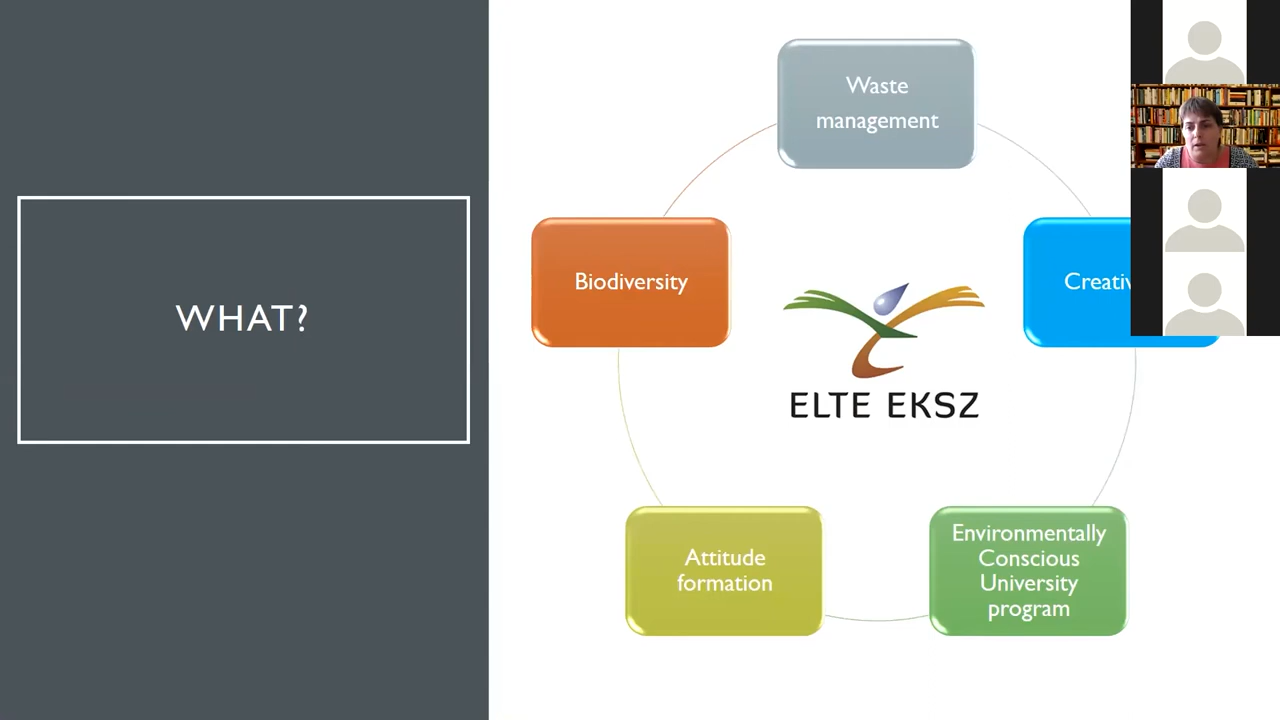 WHAT?
Waste
management
Biodiversity
ELTE EKSZ
Attitude
formation
Environmentally
Conscious
University
program